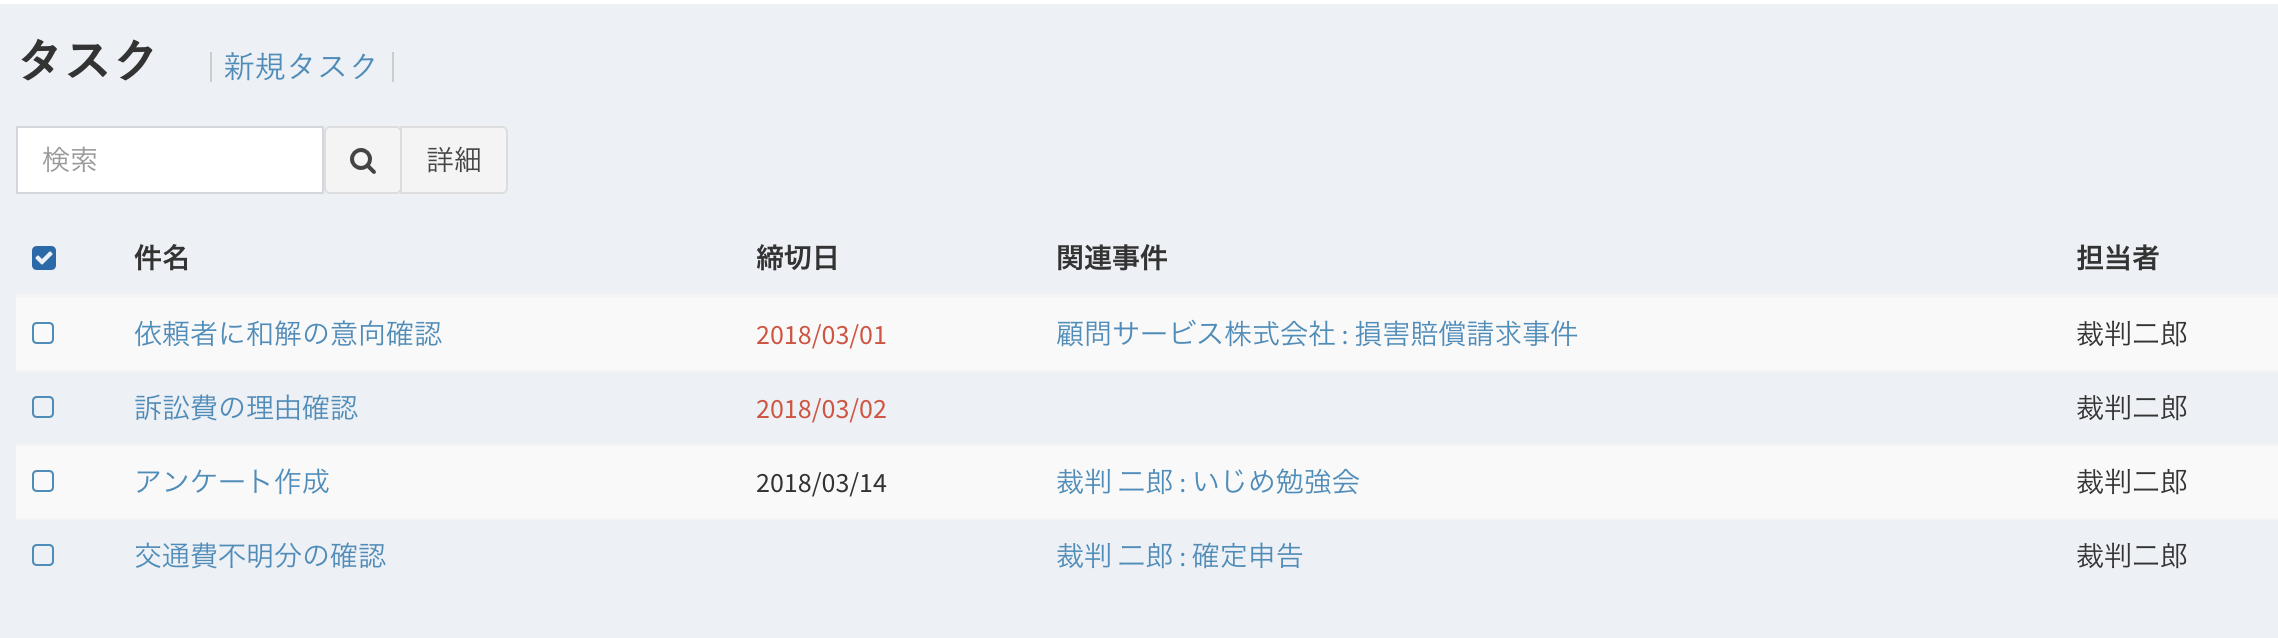 タスク | 新規タスク |
検索 詳細
件名 締切日 関連事件 担当者
依頼者に和解の意向確認 2018/03/01 顧問サービス株式会社 : 損害賠償請求事件 裁判二郎
訴訟費の理由確認 2018/03/02 裁判二郎
アンケート作成 2018/03/14 裁判 二郎 : いじめ勉強会 裁判二郎
交通費不明分の確認 裁判 二郎 : 確定申告 裁判二郎